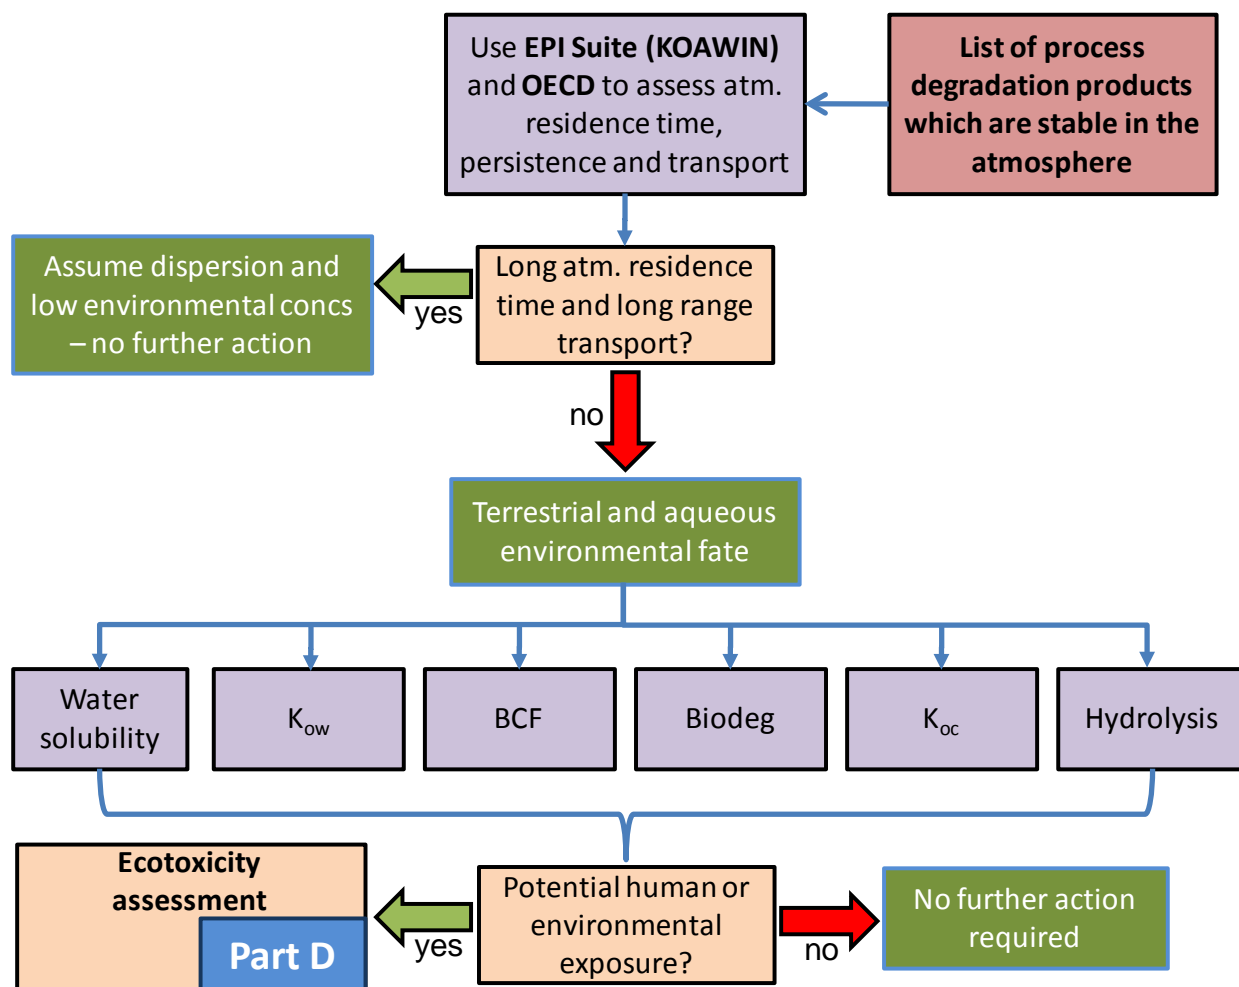 Use EPI Suite (KOAWIN)
and OECD to assess atm.
residence time,
persistence and transport
List of process
degradation products
which are stable in the
atmosphere
Assume dispersion and
low environmental concs
– no further action
yes
Long atm. residence
time and long range
transport?
no
Terrestrial and aqueous
environmental fate
Water
solubility
Kow
BCF
Biodeg
Koc
Hydrolysis
Ecotoxicity
assessment
Part D
yes
Potential human or
environmental
exposure?
no
No further action
required